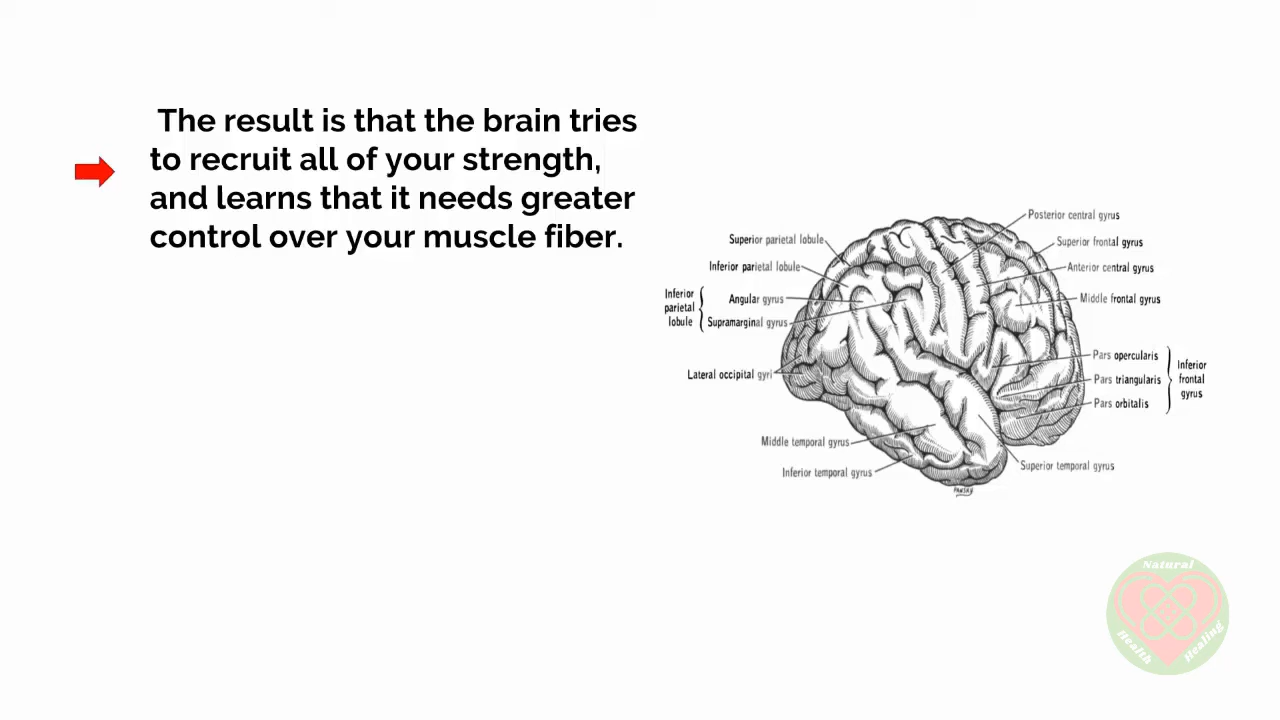 The result is that the brain tries
to recruit all of your strength,
and learns that it needs greater
control over your muscle fiber.
Posterior central gyrus
Superior parietal lobule
Superior frontal gyrus
Inferior parietal lobule
Anterior central gyrus
Inferior
parietal
lobule
Angular gyrus
Middle frontal gyrus
Supramarginal gyrus
Pars opercularis
Pars triangularis
Pars orbitalis
Inferior
frontal
gyrus
Lateral occipital gyri
Middle temporal gyrus
Inferior temporal gyrus
Superior temporal gyrus
PANSKY
Natural
Health
Healing